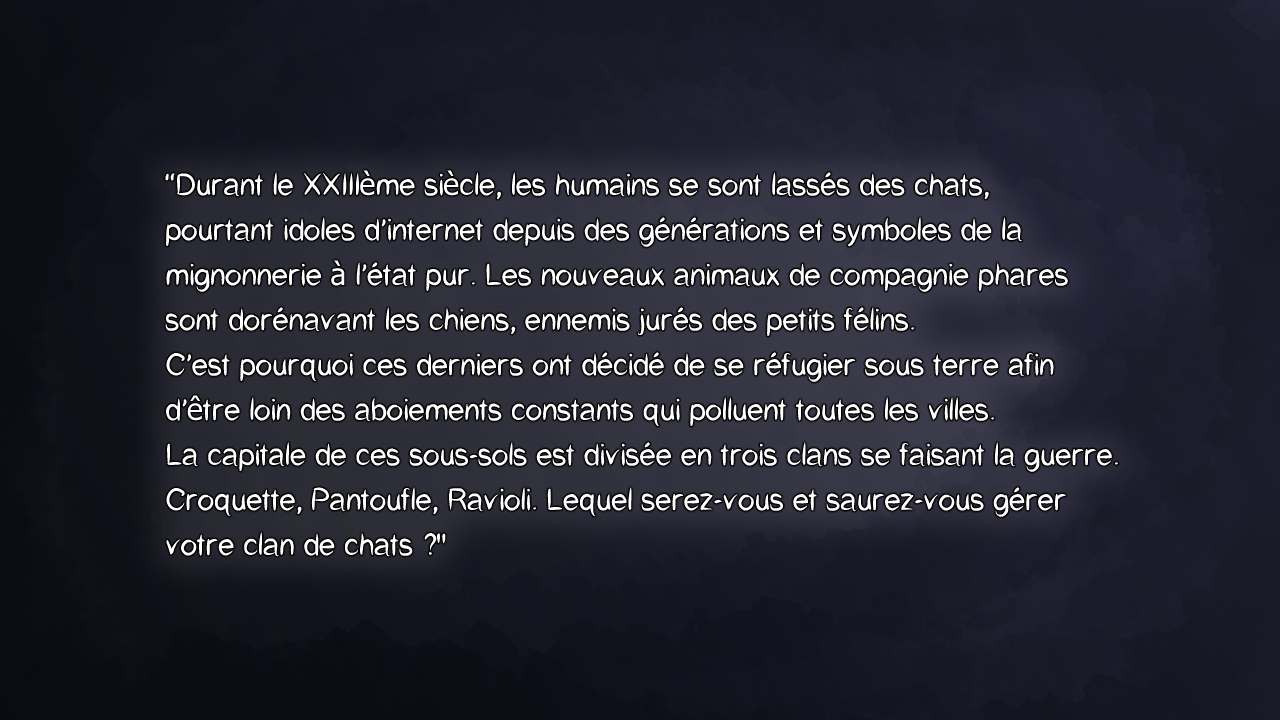 “Durant le XXIIIème siècle, les humains se sont lassés des chats,
pourtant idoles d'internet depuis des générations et symboles de la
mignonnerie à l'état pur. Les nouveaux animaux de compagnie phares
sont dorénavant les chiens, ennemis jurés des petits félins.
C'est pourquoi ces derniers ont décidé de se réfugier sous terre afin
d'être loin des aboiements constants qui polluent toutes les villes.
La capitale de ces sous-sols est divisée en trois clans se faisant la guerre.
Croquette, Pantoufle, Ravioli. Lequel serez-vous et saurez-vous gérer
votre clan de chats ?"